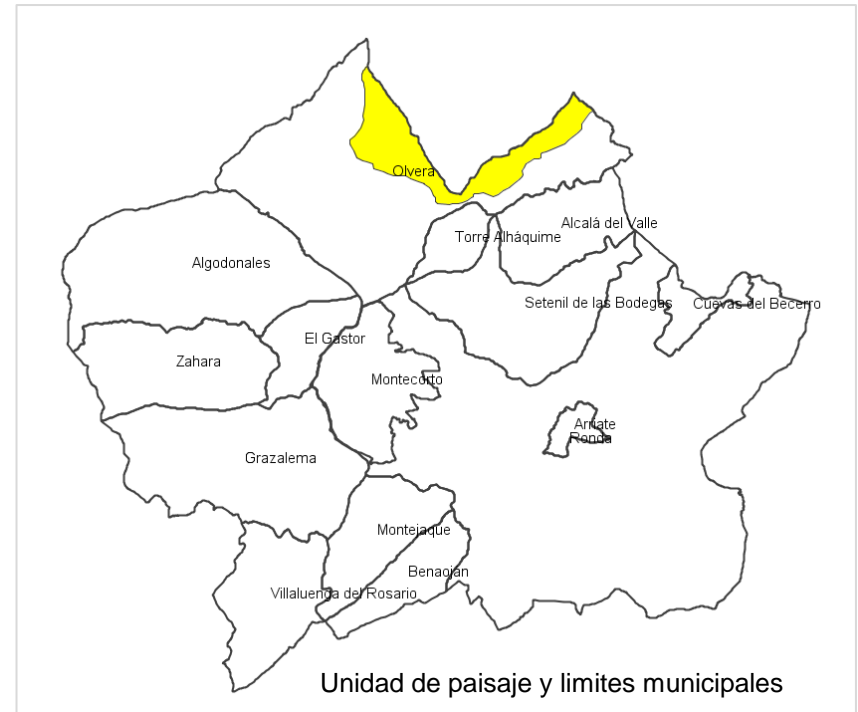 Olvera
Alcalá del Valle
Torre Alháquime
Algodonales
Setenil de las Bodegas
Cuevas del Becerro
El Gastor
Zahara
Montecorto
Arriate
Ronda
Grazalema
Montejaque
Benaoján
Villaluenga del Rosario
Unidad de paisaje y limites municipales